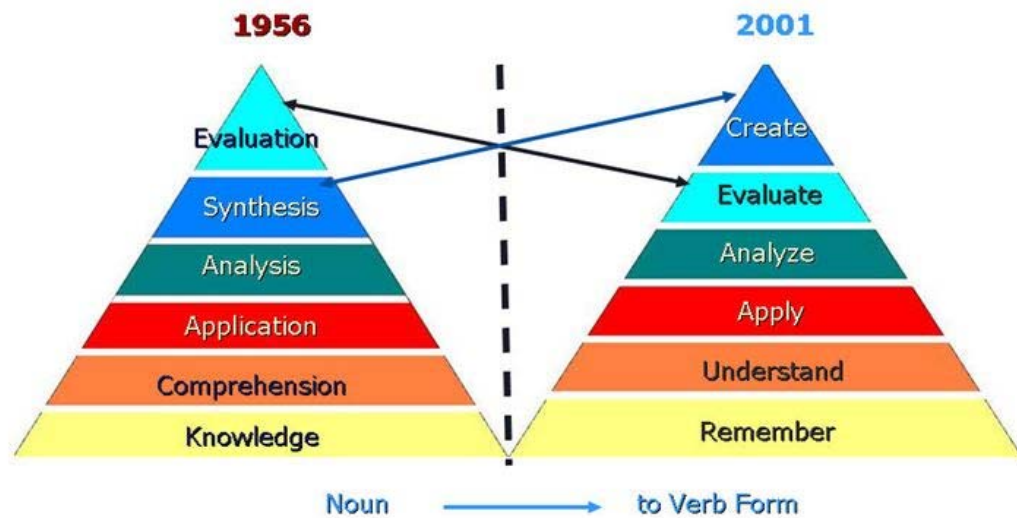 1956
Evaluation
Synthesis
Analysis
Application
Comprehension
Knowledge
2001
Create
Evaluate
Analyze
Apply
Understand
Remember
Noun to Verb Form